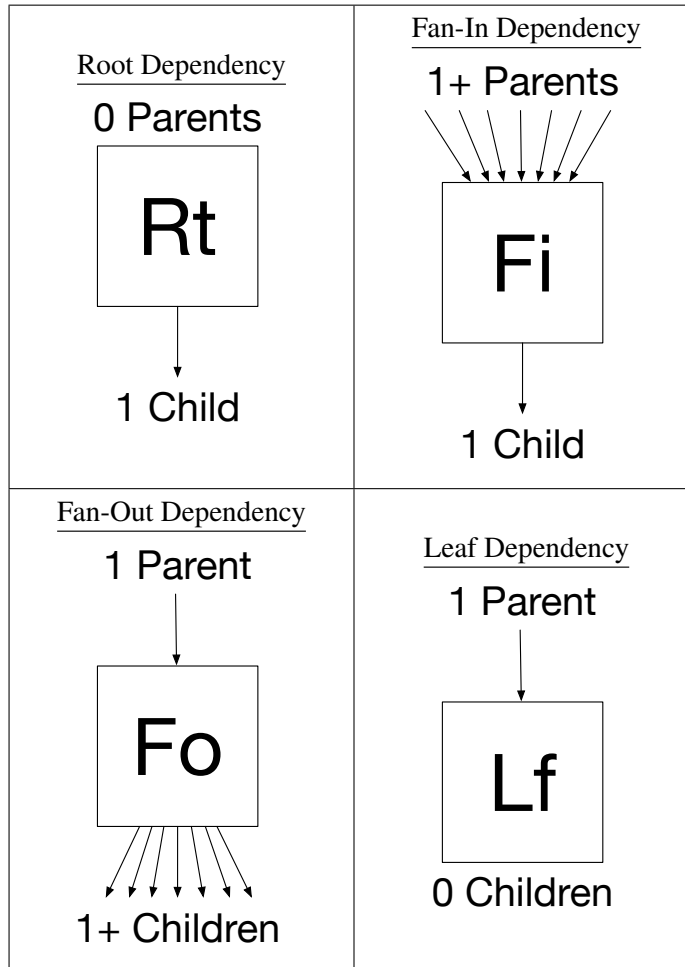 Root Dependency
0 Parents
Rt
1 Child
Fan-In Dependency
1+ Parents
Fi
1 Child
Fan-Out Dependency
1 Parent
Fo
1+ Children
Leaf Dependency
1 Parent
Lf
0 Children